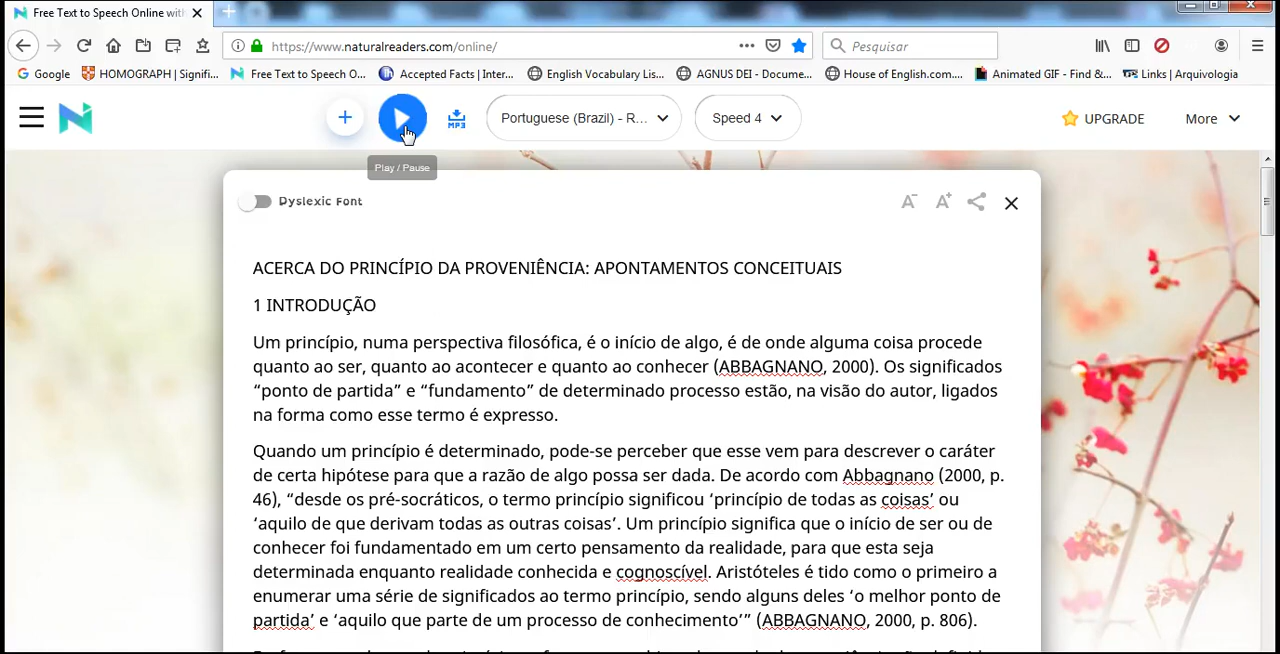 Free Text to Speech Online with
https://www.naturalreaders.com/online/
Pesquisar
Google
HOMOGRAPH | Signifi...
Free Text to Speech O...
Accepted Facts | Inter...
English Vocabulary Lis...
AGNUS DEI - Docume...
House of English.com....
Animated GIF - Find &...
Links | Arquivologia
MP3
Portuguese (Brazil) - R...
Speed 4
UPGRADE
More
Play / Pause
Dyslexic Font
A-
A+
ACERCA DO PRINCÍPIO DA PROVENIÊNCIA: APONTAMENTOS CONCEITUAIS
1 INTRODUÇÃO
Um princípio, numa perspectiva filosófica, é o início de algo, é de onde alguma coisa procede
quanto ao ser, quanto ao acontecer e quanto ao conhecer (ABBAGNANO, 2000). Os significados
“ponto de partida” e “fundamento” de determinado processo estão, na visão do autor, ligados
na forma como esse termo é expresso.
Quando um princípio é determinado, pode-se perceber que esse vem para descrever o caráter
de certa hipótese para que a razão de algo possa ser dada. De acordo com Abbagnano (2000, p.
46), “desde os pré-socráticos, o termo princípio significou ‘princípio de todas as coisas’ ou
‘aquilo de que derivam todas as outras coisas’. Um princípio significa que o início de ser ou de
conhecer foi fundamentado em um certo pensamento da realidade, para que esta seja
determinada enquanto realidade conhecida e cognoscível. Aristóteles é tido como o primeiro a
enumerar uma série de significados ao termo princípio, sendo alguns deles ‘o melhor ponto de
partida’ e ‘aquilo que parte de um processo de conhecimento’” (ABBAGNANO, 2000, p. 806).